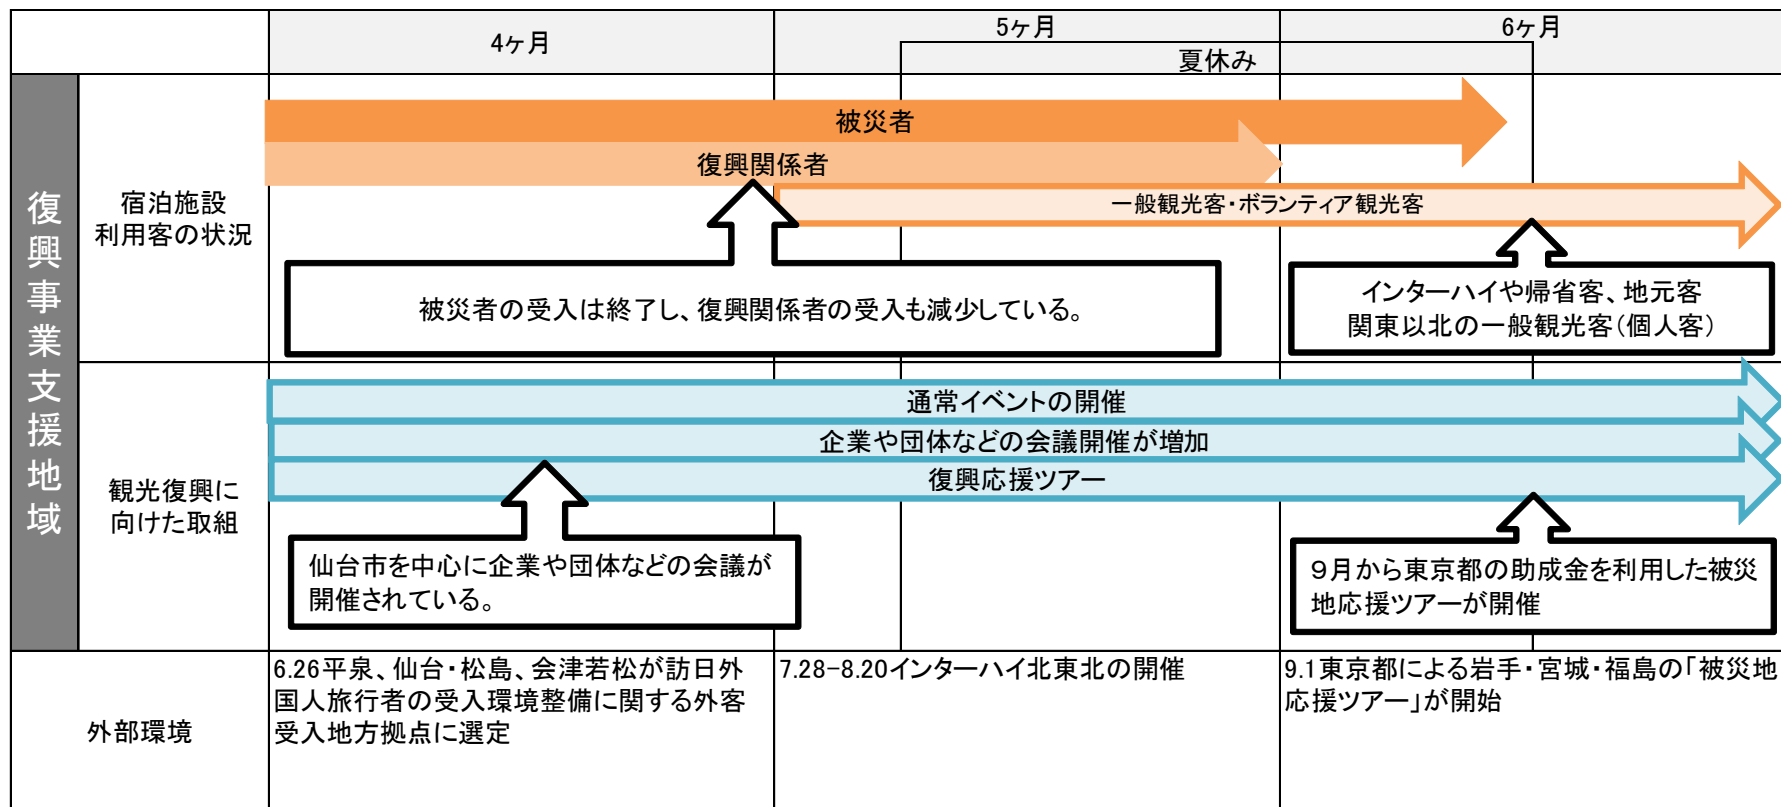 4ヶ月
5ヶ月
6ヶ月
夏休み
復興事業支援地域
宿泊施設
利用客の状況
被災者
復興関係者
一般観光客・ボランティア観光客
被災者の受入は終了し、復興関係者の受入も減少している。
インターハイや帰省客、地元客
関東以北の一般観光客（個人客）
観光復興に
向けた取組
通常イベントの開催
企業や団体などの会議開催が増加
復興応援ツアー
仙台市を中心に企業や団体などの会議が
開催されている。
９月から東京都の助成金を利用した被災
地応援ツアーが開催
外部環境
6.26平泉、仙台・松島、会津若松が訪日外
国人旅行者の受入環境整備に関する外客
受入地方拠点に選定
7.28-8.20インターハイ北東北の開催
9.1東京都による岩手・宮城・福島の「被災地
応援ツアー」が開始